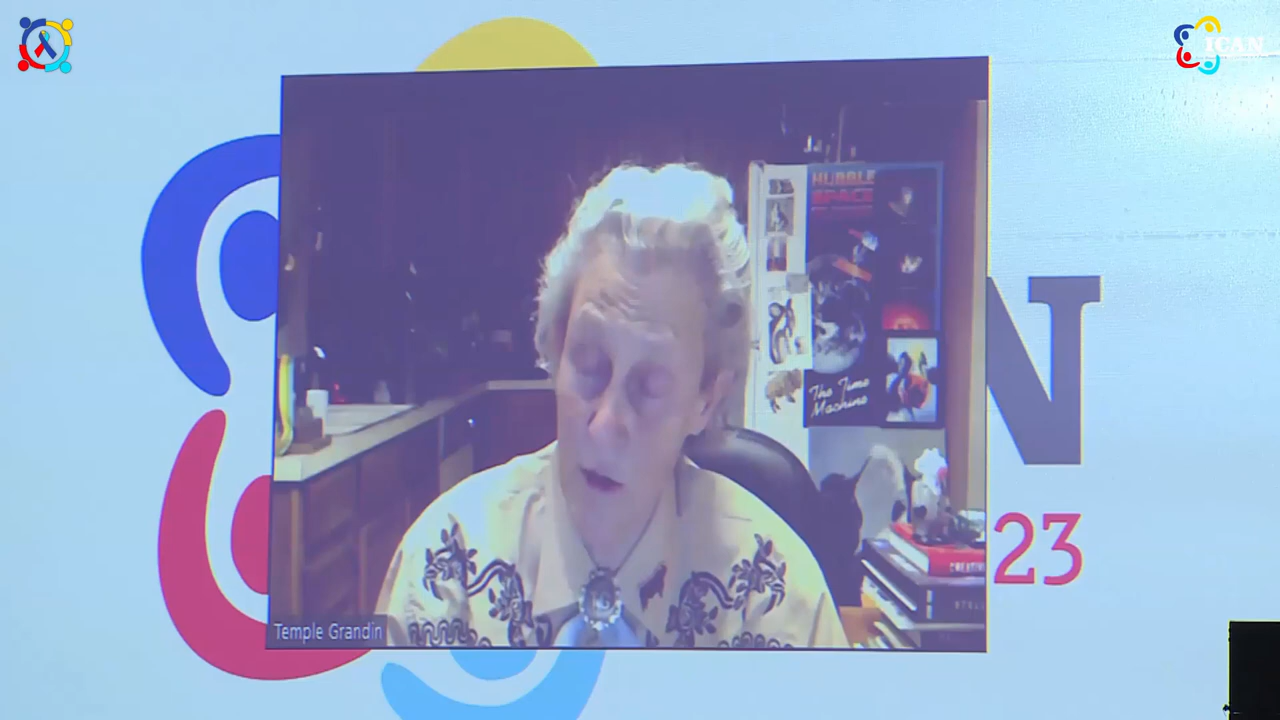 ICAN
HUBBLE
SPACE
The Time
Machine
N
23
Temple Grandin